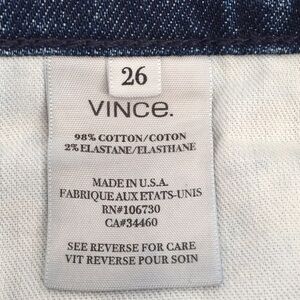 26
VINCE.
98% COTTON/COTON
2% ELASTANE/ELASTHANE
MADE IN U.S.A.
FABRIQUE AUX ETATS-UNIS
RN#106730
CA#34460
SEE REVERSE FOR CARE
VIT REVERSE POUR SOIN